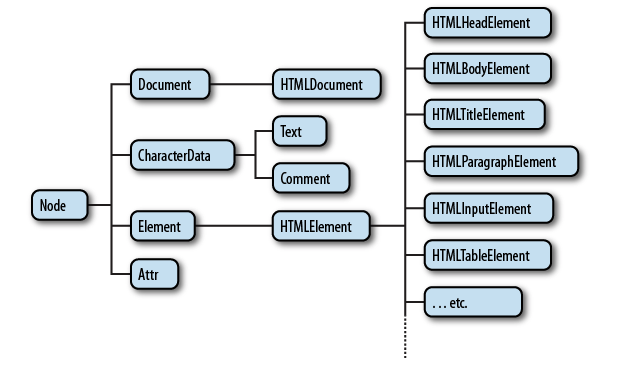 Node
Document
CharacterData
Element
Attr
HTMLDocument
Text
Comment
HTMLElement
HTMLHeadElement
HTMLBodyElement
HTMLTitleElement
HTMLParagraphElement
HTMLInputElement
HTMLTableElement
. . . etc.